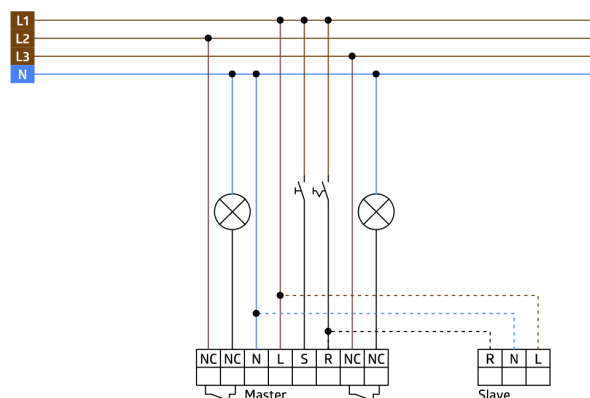 L1
L2
L3
N
NC NC N L S R NC NC
R N L
Master
Slave